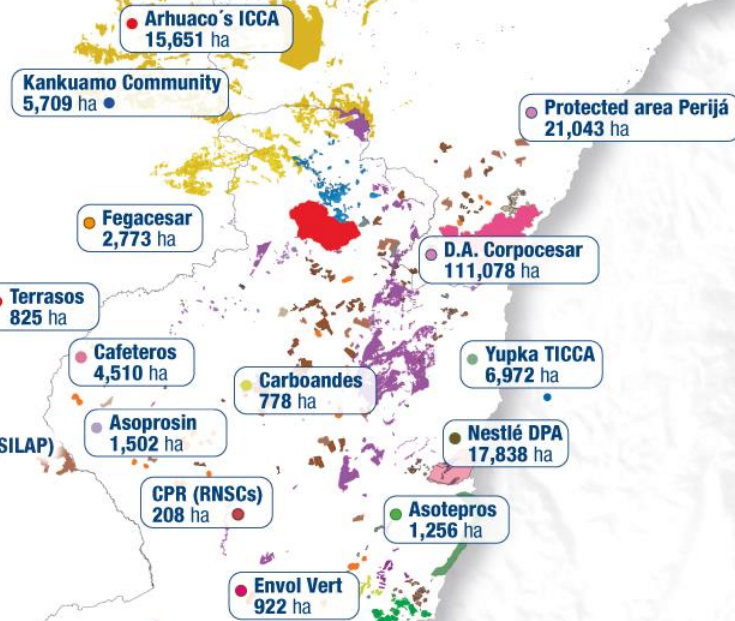 Arhuaco´s ICCA
15,651 ha
Kankuamo Community
5,709 ha
Protected area Perijá
21,043 ha
Fegacesar
2,773 ha
D.A. Corpocesar
111,078 ha
Terrasos
825 ha
Cafeteros
4,510 ha
Yupka TICCA
6,972 ha
Carboandes
778 ha
Asoprosin
1,502 ha
Nestlé DPA
17,838 ha
SILAP)
CPR (RNSCs)
208 ha
Asotepros
1,256 ha
Envol Vert
922 ha